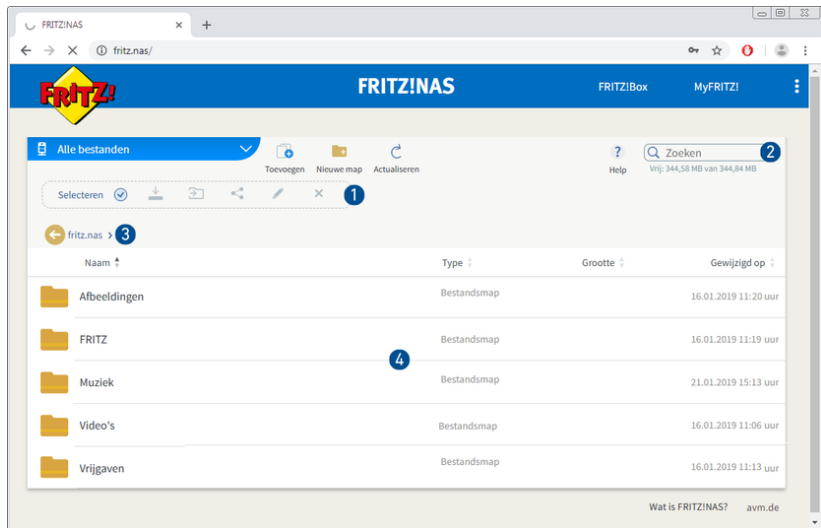 FRITZ!NAS
fritz.nas/
FRITZ!
FRITZ!NAS
FRITZ!Box
MyFRITZ!
Alle bestanden
Toevoegen
Nieuwe map
Actualiseren
Help
Zoeken
2
Vrij: 344,58 MB van 344,84 MB
Selecteren
1
fritz.nas > 3
Naam Type Grootte Gewijzigd op
Afbeeldingen Bestandsmap 16.01.2019 11:20 uur
FRITZ Bestandsmap 16.01.2019 11:19 uur
4
Muziek Bestandsmap 21.01.2019 15:13 uur
Video's Bestandsmap 16.01.2019 11:06 uur
Vrijgaven Bestandsmap 16.01.2019 11:13 uur
Wat is FRITZ!NAS? avm.de